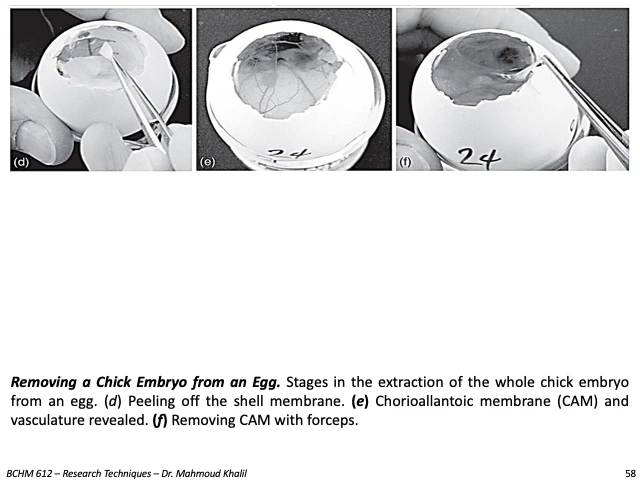 (d)
(e)
24
(f)
24
Removing a Chick Embryo from an Egg. Stages in the extraction of the whole chick embryo
from an egg. (d) Peeling off the shell membrane. (e) Chorioallantoic membrane (CAM) and
vasculature revealed. (f) Removing CAM with forceps.
BCHM 612 – Research Techniques – Dr. Mahmoud Khalil
58